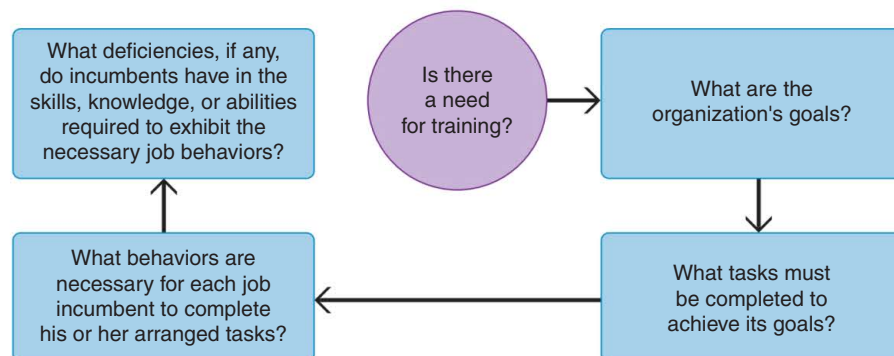 What deficiencies, if any,
do incumbents have in the
skills, knowledge, or abilities
required to exhibit the
necessary job behaviors?
Is there
a need
for training?
What are the
organization's goals?
What behaviors are
necessary for each job
incumbent to complete
his or her arranged tasks?
What tasks must
be completed to
achieve its goals?